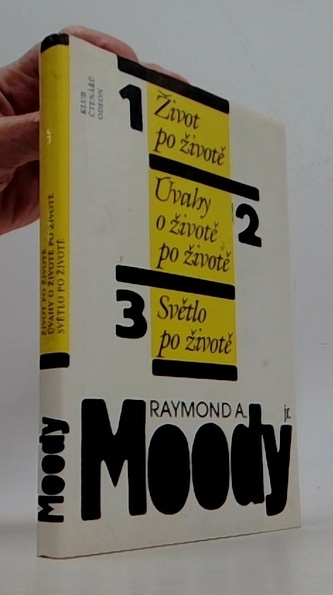 KLUB
ČTENÁŘŮ
ODEON
1
Život
po životě
2
Úvahy
o životě
po životě
3
Světlo
po životě
RAYMOND A.
jr.
Moody
ŽIVOT PO ŽIVOTĚ
ÚVAHY O ŽIVOTĚ PO ŽIVOTĚ
SVĚTLO PO ŽIVOTĚ
Moody